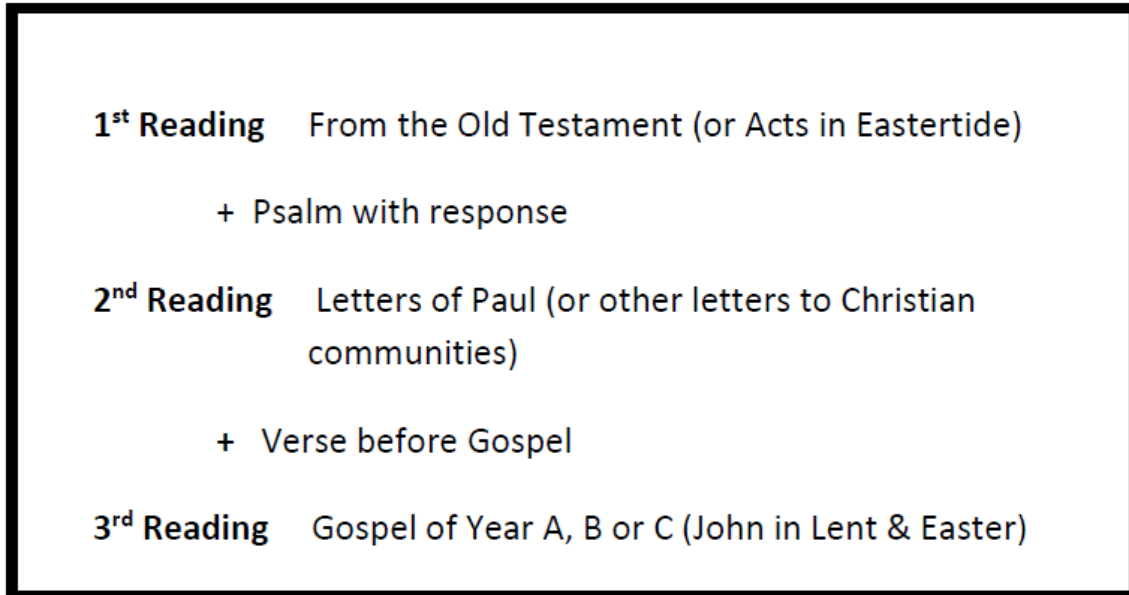 1st Reading From the Old Testament (or Acts in Eastertide)
+ Psalm with response
2nd Reading Letters of Paul (or other letters to Christian
communities)
+ Verse before Gospel
3rd Reading Gospel of Year A, B or C (John in Lent & Easter)